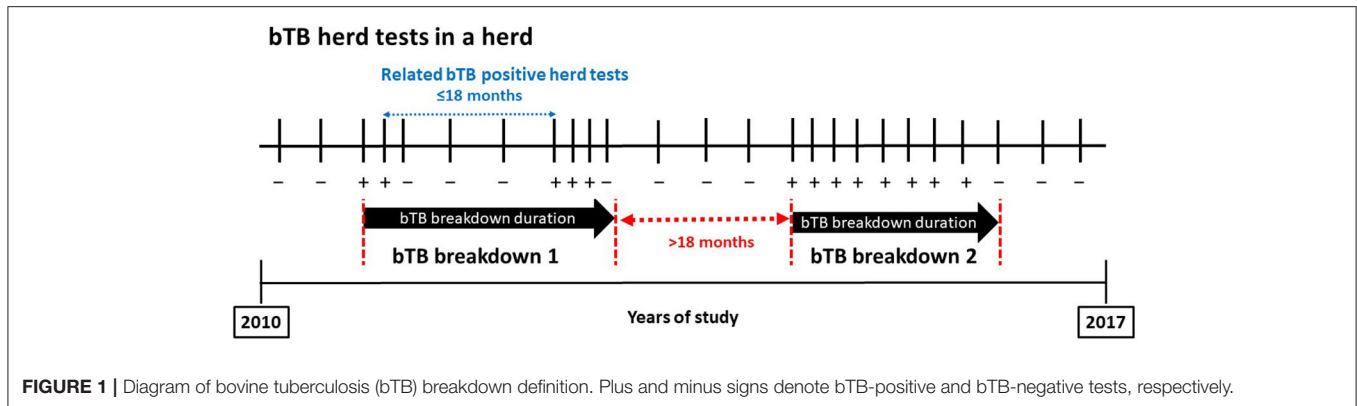 bTB herd tests in a herd
Related bTB positive herd tests
≤18 months
− − + + − − − + + + − − − − + + + + + + + + − − −
bTB breakdown duration bTB breakdown duration
>18 months
bTB breakdown 1 bTB breakdown 2
2010 Years of study 2017
FIGURE 1 | Diagram of bovine tuberculosis (bTB) breakdown definition. Plus and minus signs denote bTB-positive and bTB-negative tests, respectively.